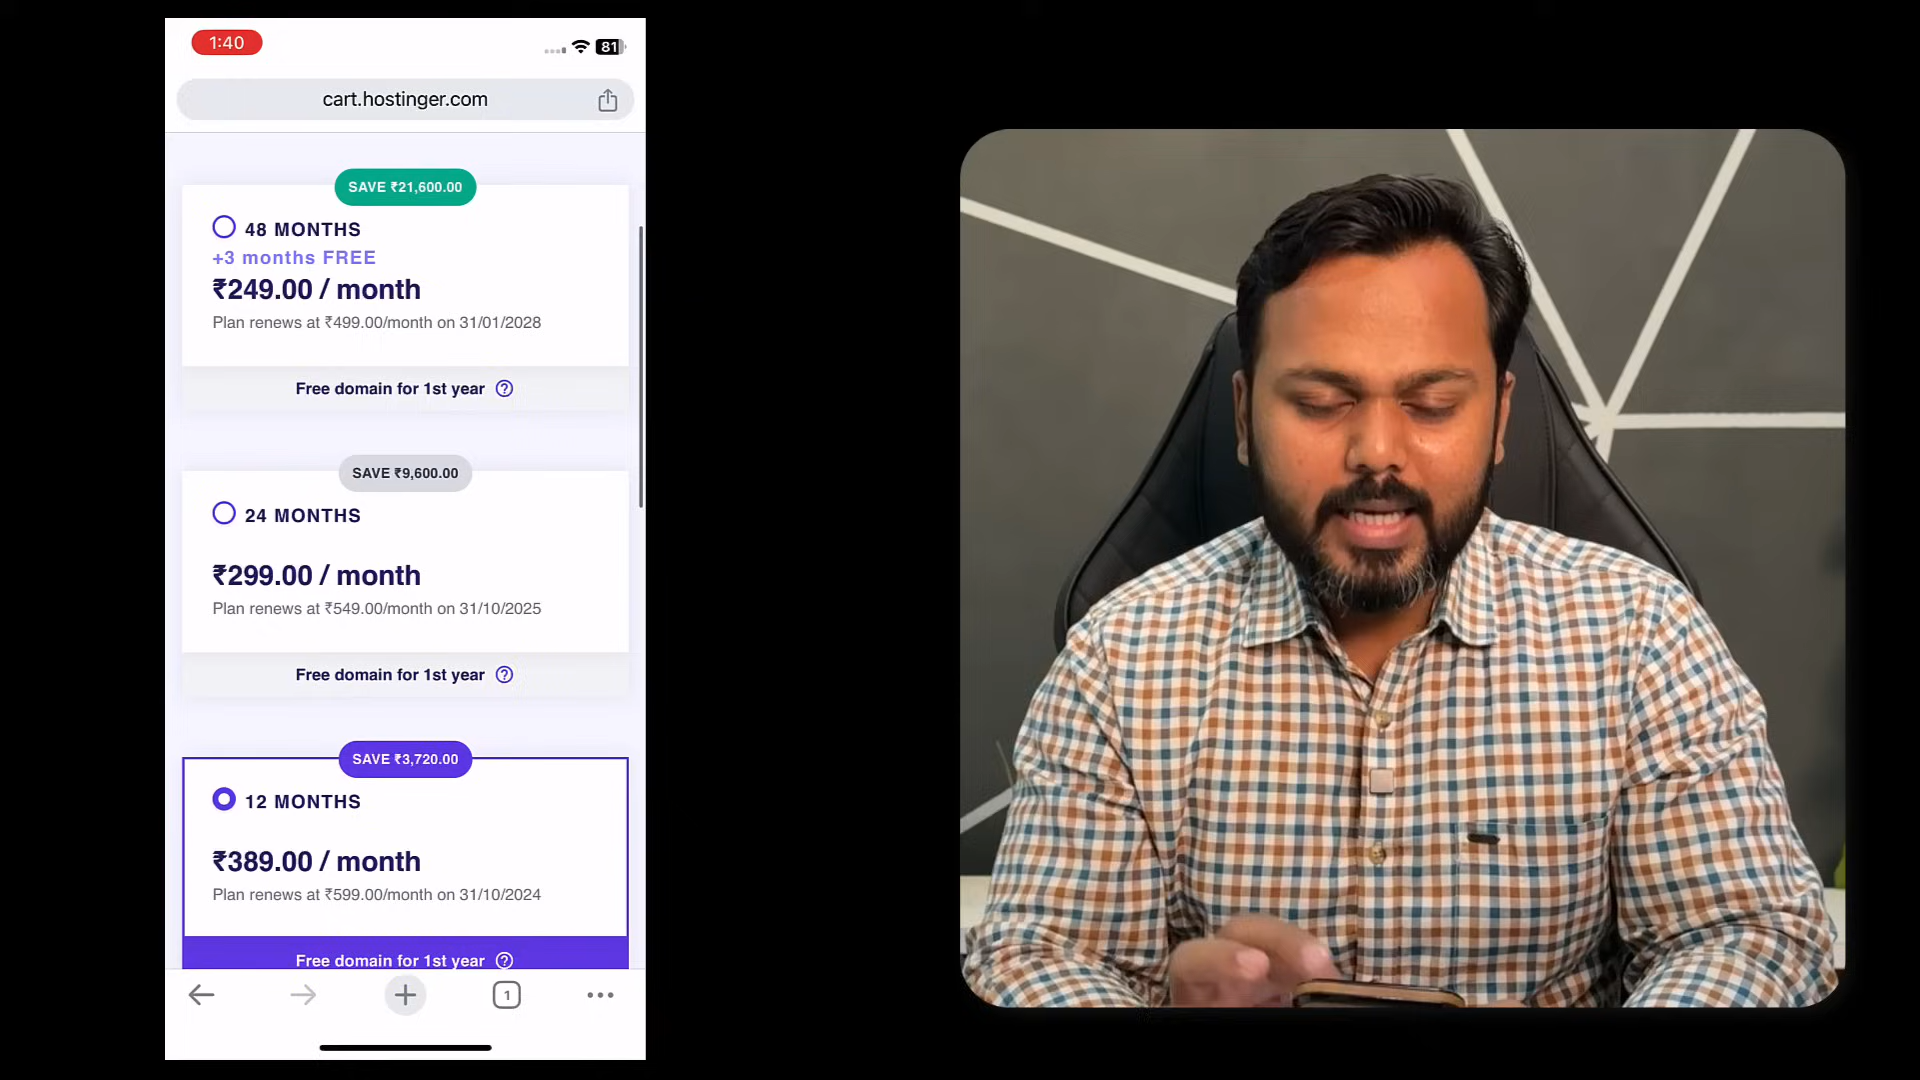 1:40
81
cart.hostinger.com
SAVE ₹21,600.00
48 MONTHS
+3 months FREE
₹249.00 / month
Plan renews at ₹499.00/month on 31/01/2028
Free domain for 1st year
SAVE ₹9,600.00
24 MONTHS
₹299.00 / month
Plan renews at ₹549.00/month on 31/10/2025
Free domain for 1st year
SAVE ₹3,720.00
12 MONTHS
₹389.00 / month
Plan renews at ₹599.00/month on 31/10/2024
Free domain for 1st year
1